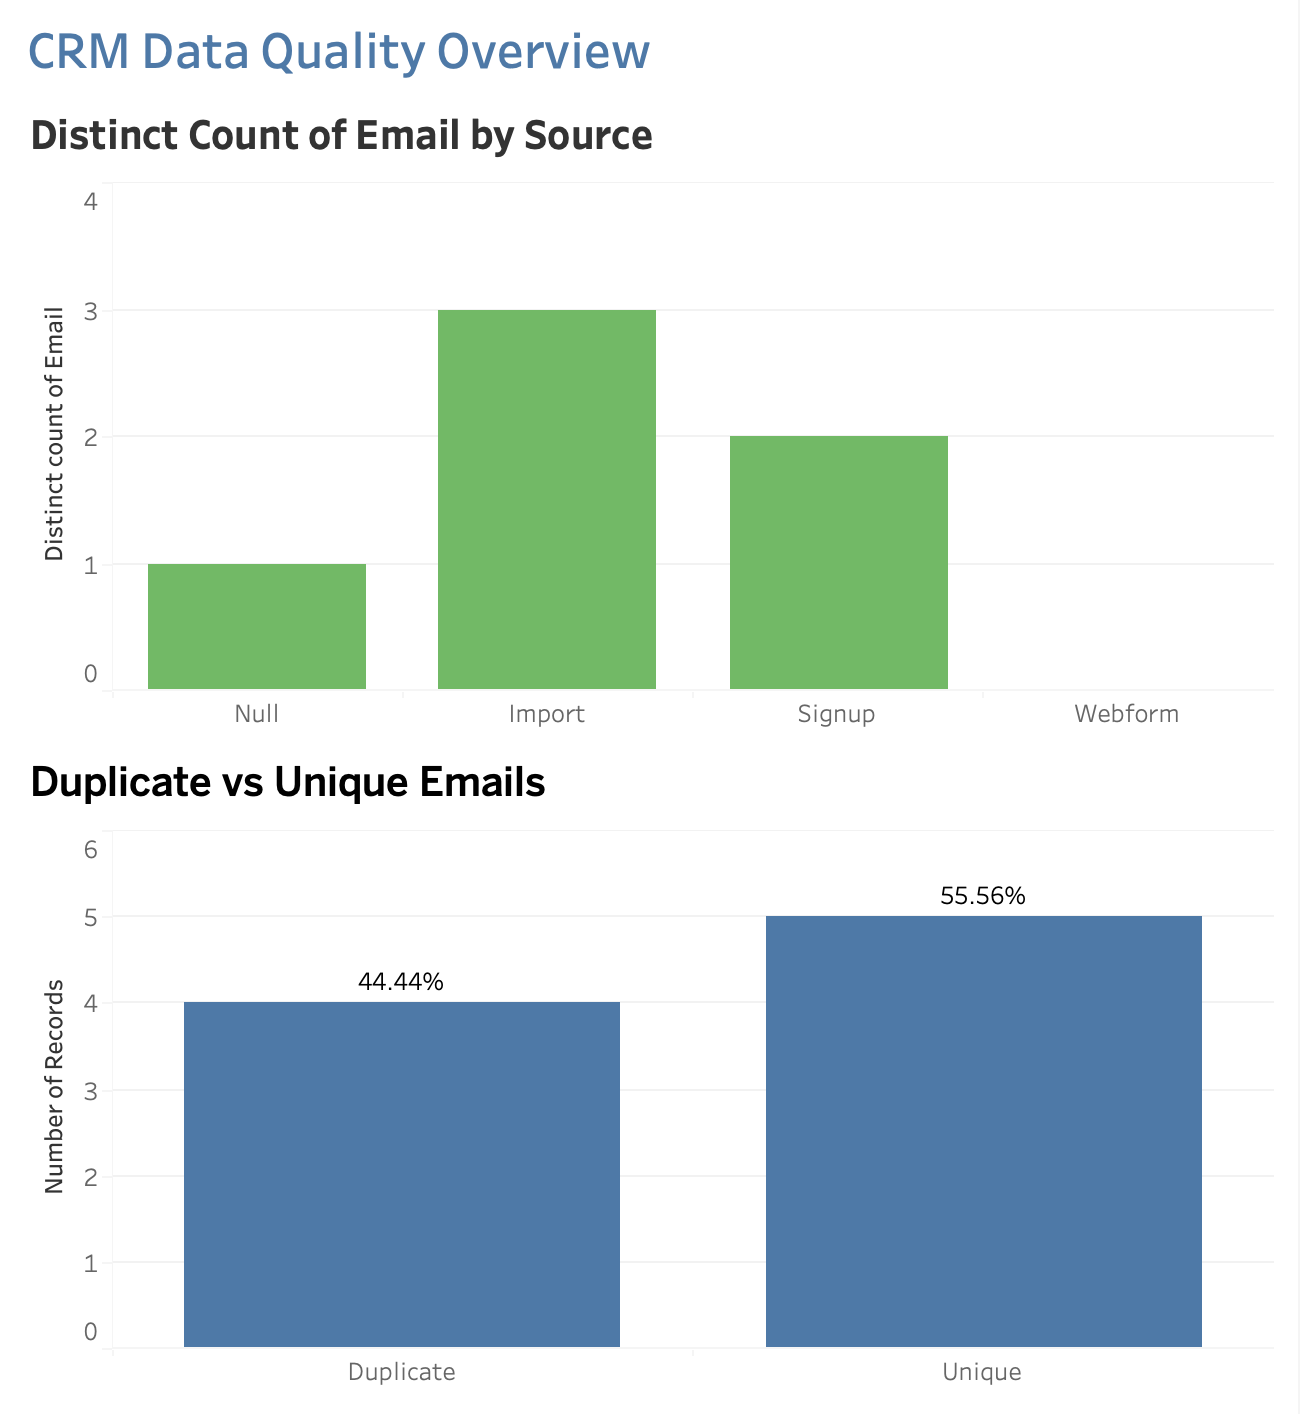 CRM Data Quality Overview
Distinct Count of Email by Source
Distinct count of Email
4
3
2
1
0
Null Import Signup Webform
Duplicate vs Unique Emails
Number of Records
6
5
4
3
2
1
0
44.44%
55.56%
Duplicate Unique